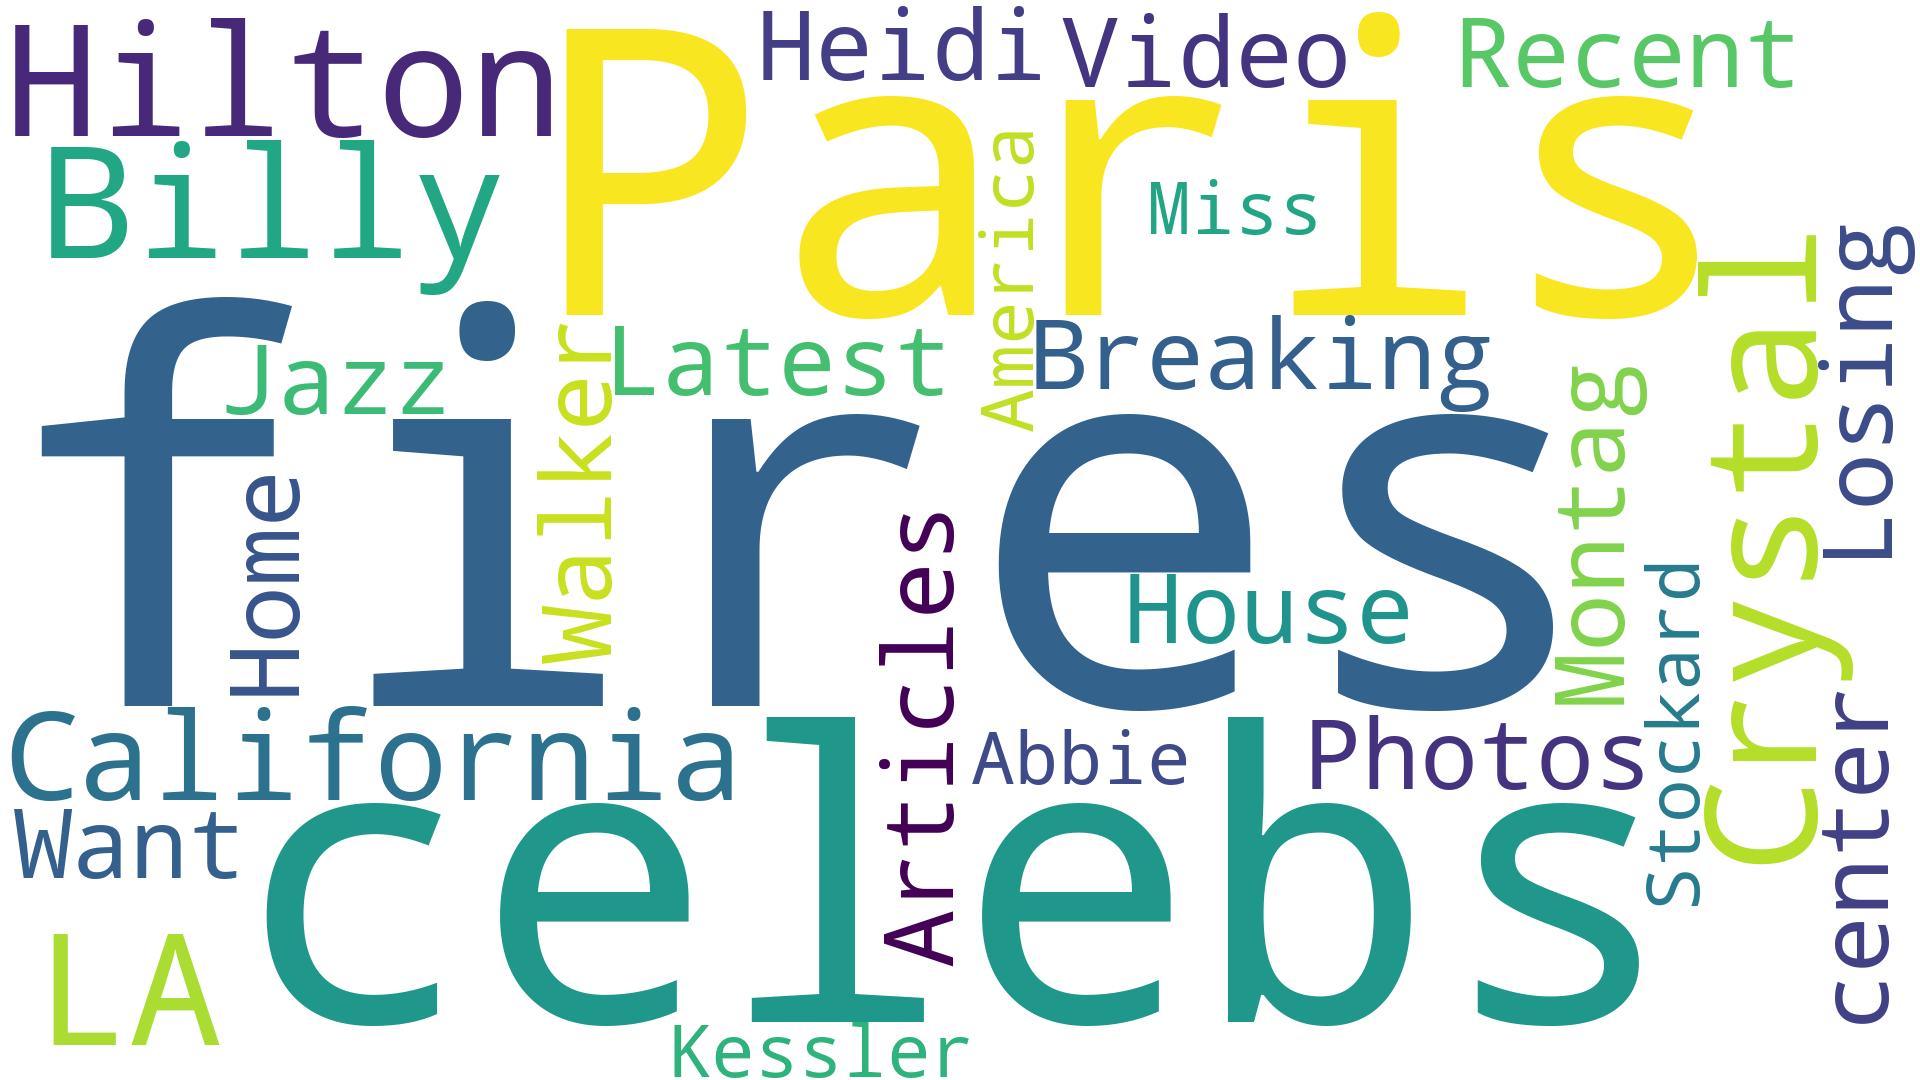 Hilton
Paris
Heidi
Video
Recent
Billy
America
Miss
fires
Jazz
Walker
Latest
Breaking
Crystal
Losing
Home
Articles
House
Montag
Stockard
California
Abbie
Photos
center
Want
celebs
LA
Kessler